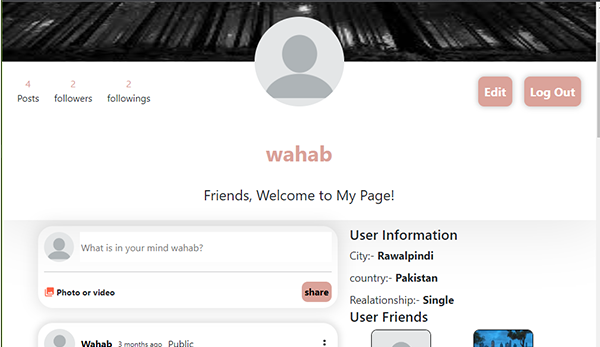 4 2 2
Posts followers followings
Edit Log Out
wahab
Friends, Welcome to My Page!
What is in your mind wahab?
Photo or video share
Wahab 3 months ago Public
User Information
City:- Rawalpindi
country:- Pakistan
Realationship:- Single
User Friends